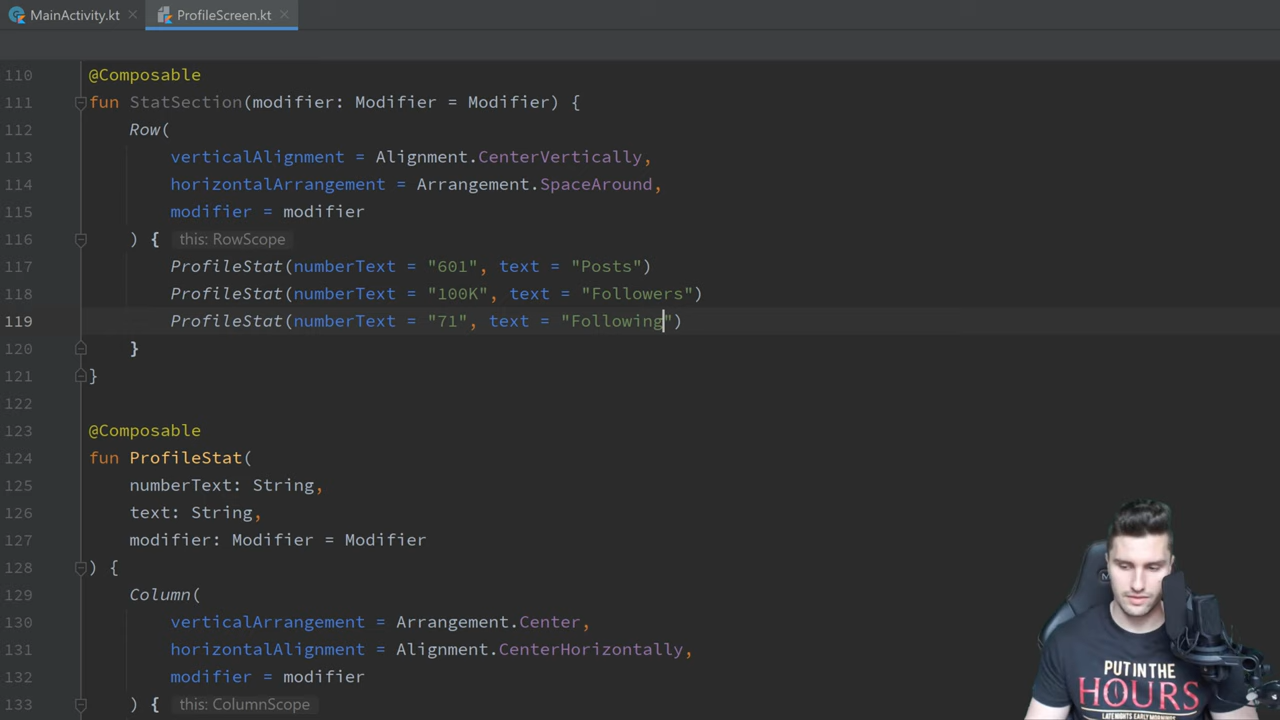 MainActivity.kt
ProfileScreen.kt
110 @Composable
111 fun StatSection(modifier: Modifier = Modifier) {
112 Row(
113 verticalAlignment = Alignment.CenterVertically,
114 horizontalArrangement = Arrangement.SpaceAround,
115 modifier = modifier
116 ) { this: RowScope
117 ProfileStat(numberText = "601", text = "Posts")
118 ProfileStat(numberText = "100K", text = "Followers")
119 ProfileStat(numberText = "71", text = "Following")
120 }
121 }
122
123 @Composable
124 fun ProfileStat(
125 numberText: String,
126 text: String,
127 modifier: Modifier = Modifier
128 ) {
129 Column(
130 verticalArrangement = Arrangement.Center,
131 horizontalAlignment = Alignment.CenterHorizontally,
132 modifier = modifier
133 ) { this: ColumnScope
PUT IN THE
HOURS
LATE NIGHTS EARLY MORNINGS